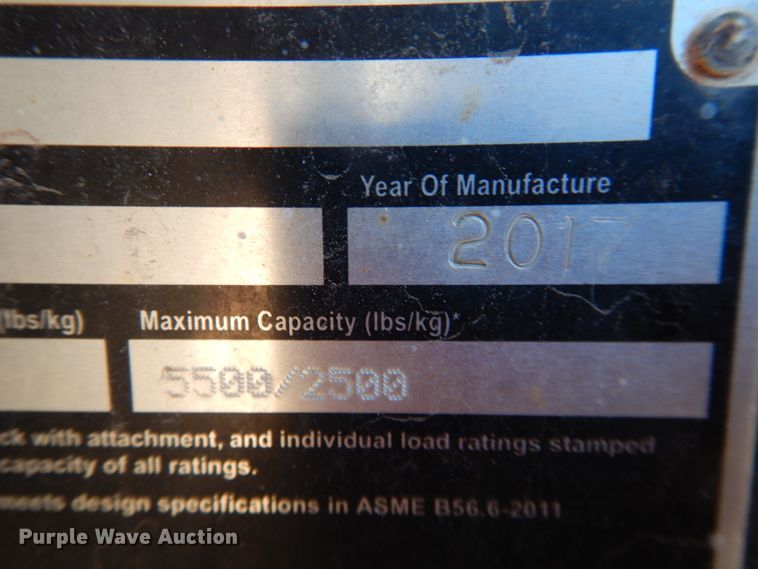 Year Of Manufacture
2017
(lbs/kg) Maximum Capacity (lbs/kg)*
5500/2500
ck with attachment, and individual load ratings stamped
capacity of all ratings.
meets design specifications in ASME B56.6-2011
Purple Wave Auction